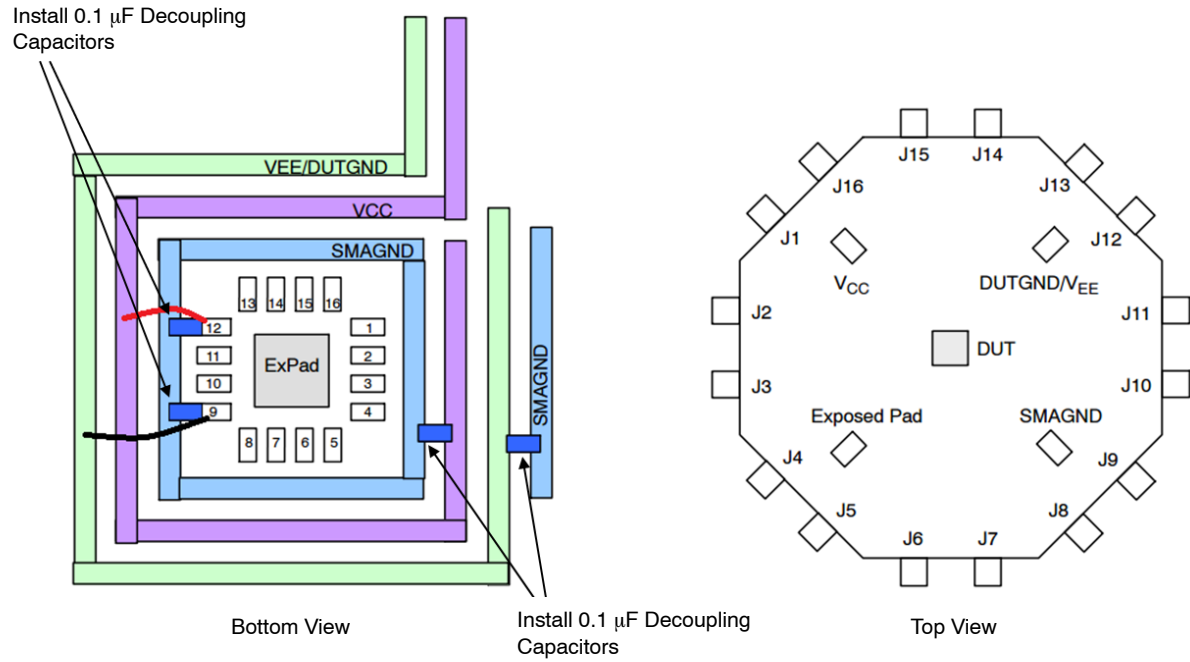 Install 0.1 μF Decoupling
Capacitors
VEE/DUTGND
VCC
SMAGND
13 14 15 16
12
11
10
9
ExPad
1
2
3
4
8 7 6 5
SMAGND
Bottom View
Install 0.1 μF Decoupling
Capacitors
J15 J14
J16 J13
J1 J12
VCC DUTGND/VEE
J2 J11
DUT
J3 J10
Exposed Pad SMAGND
J4 J9
J5 J8
J6 J7
Top View